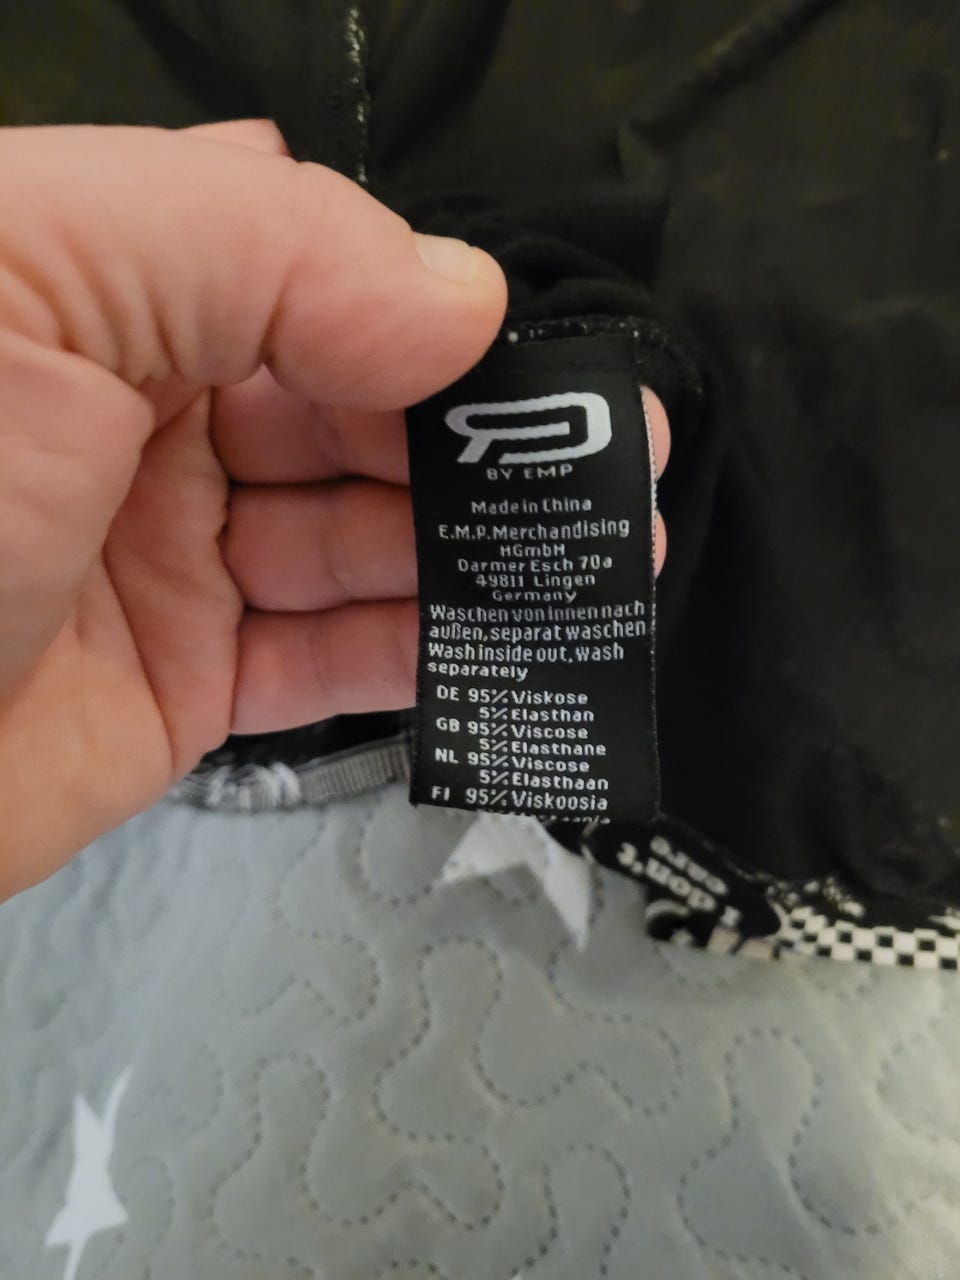 BY EMP
Made in China
E.M.P. Merchandising
HGmbH
Darmer Esch 70a
49811 Lingen
Germany
Waschen von innen nach
außen, separat waschen
Wash inside out, wash
separately
DE 95% Viskose
5% Elasthan
GB 95% Viscose
5% Elasthane
NL 95% Viscose
5% Elasthaan
FI 95% Viskoosia
I don't
care